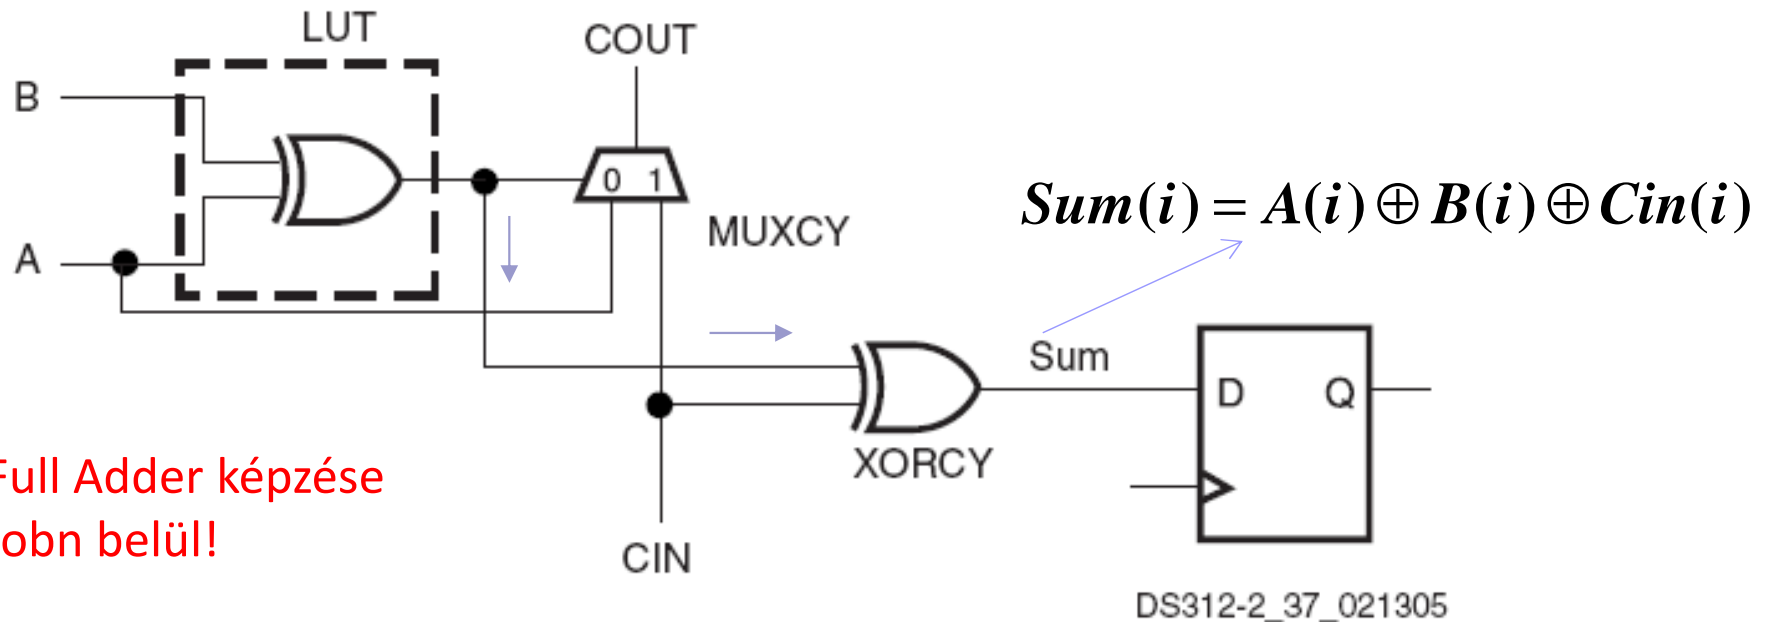 LUT
COUT
B
0 1
Sum(i) = A(i) ⊕ B(i) ⊕ Cin(i)
MUXCY
A
Sum
D Q
XORCY
Full Adder képzése
obn belül!
CIN
DS312-2_37_021305